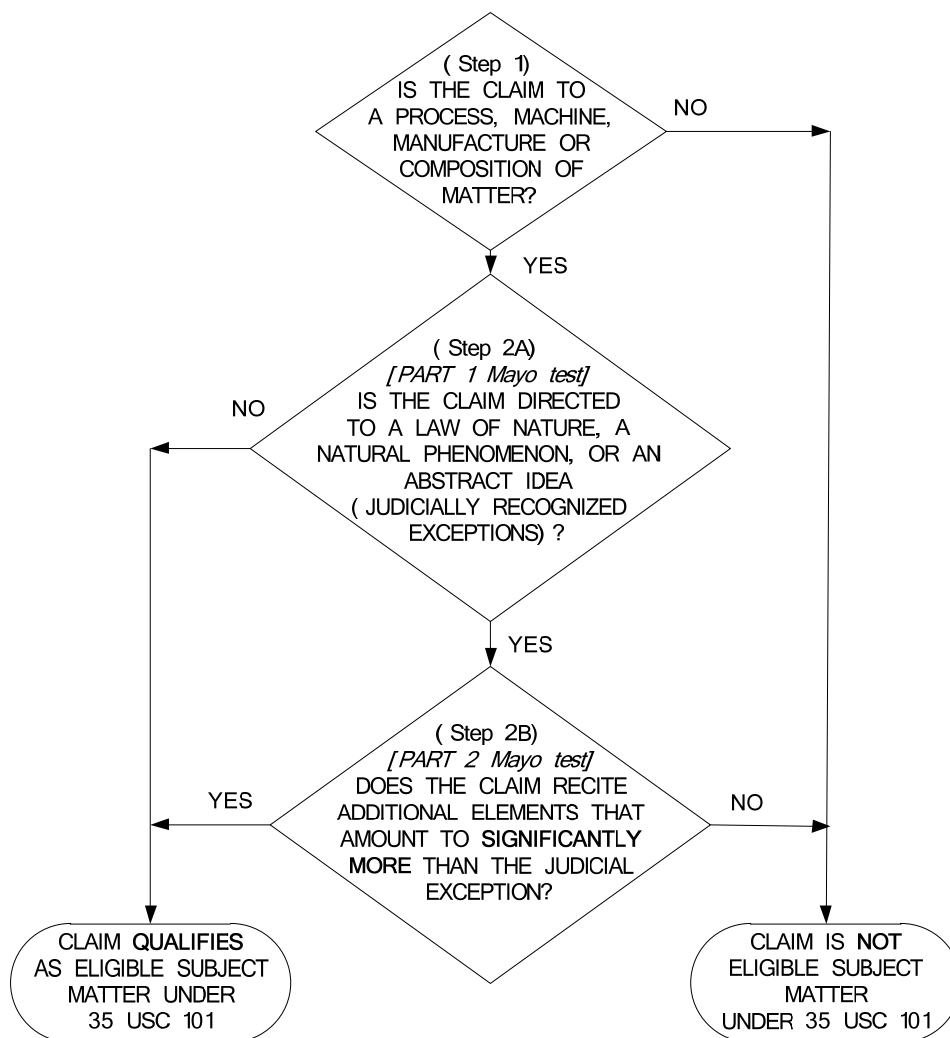 ( Step 1)
IS THE CLAIM TO
A PROCESS, MACHINE,
MANUFACTURE OR
COMPOSITION OF
MATTER?
NO
YES
( Step 2A)
[PART 1 Mayo test]
IS THE CLAIM DIRECTED
TO A LAW OF NATURE, A
NATURAL PHENOMENON, OR AN
ABSTRACT IDEA
( JUDICIALLY RECOGNIZED
EXCEPTIONS) ?
NO
YES
( Step 2B)
[PART 2 Mayo test]
DOES THE CLAIM RECITE
ADDITIONAL ELEMENTS THAT
AMOUNT TO SIGNIFICANTLY
MORE THAN THE JUDICIAL
EXCEPTION?
YES
NO
CLAIM QUALIFIES
AS ELIGIBLE SUBJECT
MATTER UNDER
35 USC 101
CLAIM IS NOT
ELIGIBLE SUBJECT
MATTER
UNDER 35 USC 101